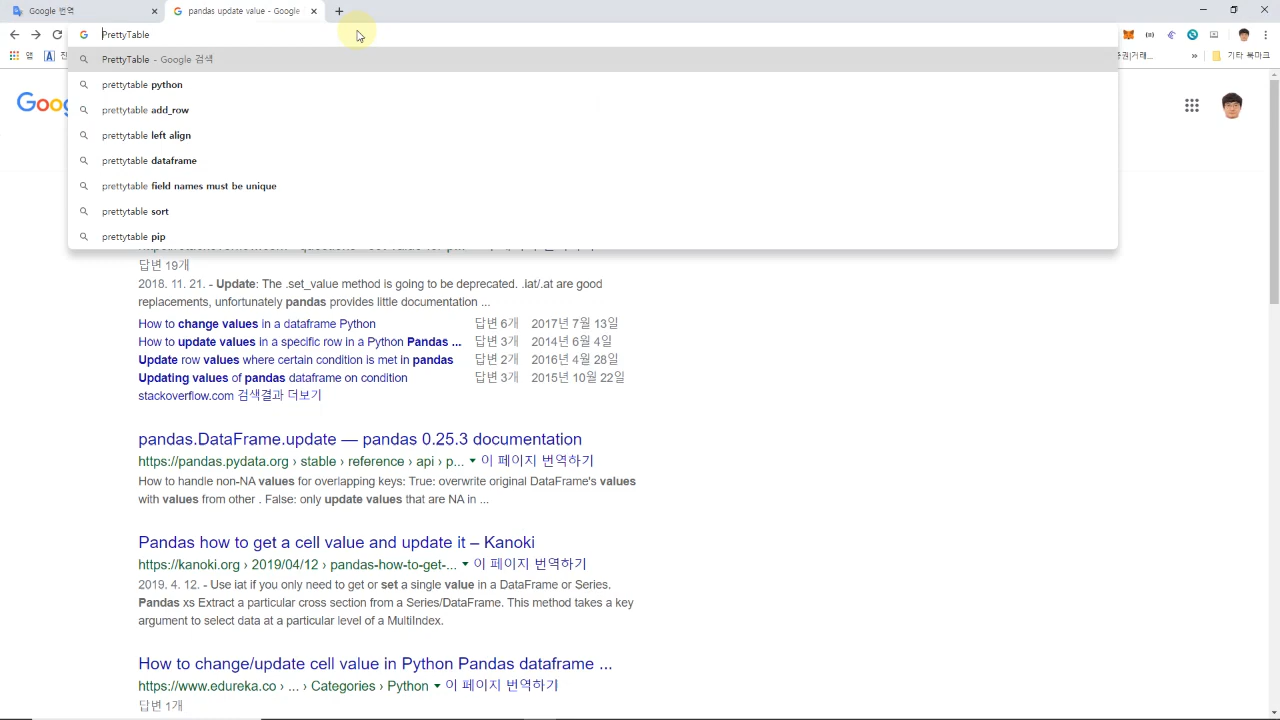 Google 번역
pandas update value - Google
PrettyTable
앱
증권|거래...
기타 북마크
PrettyTable - Google 검색
prettytable python
prettytable add_row
prettytable left align
prettytable dataframe
prettytable field names must be unique
prettytable sort
prettytable pip
답변 19개
2018. 11. 21. - Update: The .set_value method is going to be deprecated. .iat/.at are good
replacements, unfortunately pandas provides little documentation ...
How to change values in a dataframe Python 답변 6개 2017년 7월 13일
How to update values in a specific row in a Python Pandas ... 답변 3개 2014년 6월 4일
Update row values where certain condition is met in pandas 답변 2개 2016년 4월 28일
Updating values of pandas dataframe on condition 답변 3개 2015년 10월 22일
stackoverflow.com 검색결과 더보기
pandas.DataFrame.update — pandas 0.25.3 documentation
https://pandas.pydata.org › stable › reference › api › p... 이 페이지 번역하기
How to handle non-NA values for overlapping keys: True: overwrite original DataFrame's values
with values from other . False: only update values that are NA in ...
Pandas how to get a cell value and update it – Kanoki
https://kanoki.org › 2019/04/12 › pandas-how-to-get-... 이 페이지 번역하기
2019. 4. 12. - Use iat if you only need to get or set a single value in a DataFrame or Series.
Pandas xs Extract a particular cross section from a Series/DataFrame. This method takes a key
argument to select data at a particular level of a MultiIndex.
How to change/update cell value in Python Pandas dataframe ...
https://www.edureka.co › ... › Categories › Python 이 페이지 번역하기
답변 1개